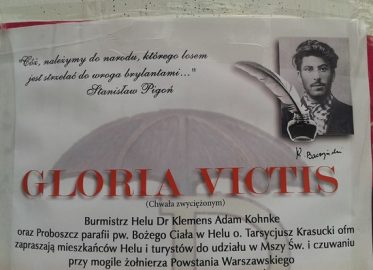 "Cóż, należymy do narodu, którego losem
jest strzelać do wroga brylantami..."
Stanisław Pigoń
K. Baczyński
GLORIA VICTIS
(Chwała zwyciężonym)
Burmistrz Helu Dr Klemens Adam Kohnke
oraz Proboszcz parafii pw. Bożego Ciała w Helu o. Tarsycjusz Krasucki ofm
zapraszają mieszkańców Helu i turystów do udziału w Mszy Św. i czuwaniu
przy mogile żołnierza Powstania Warszawskiego